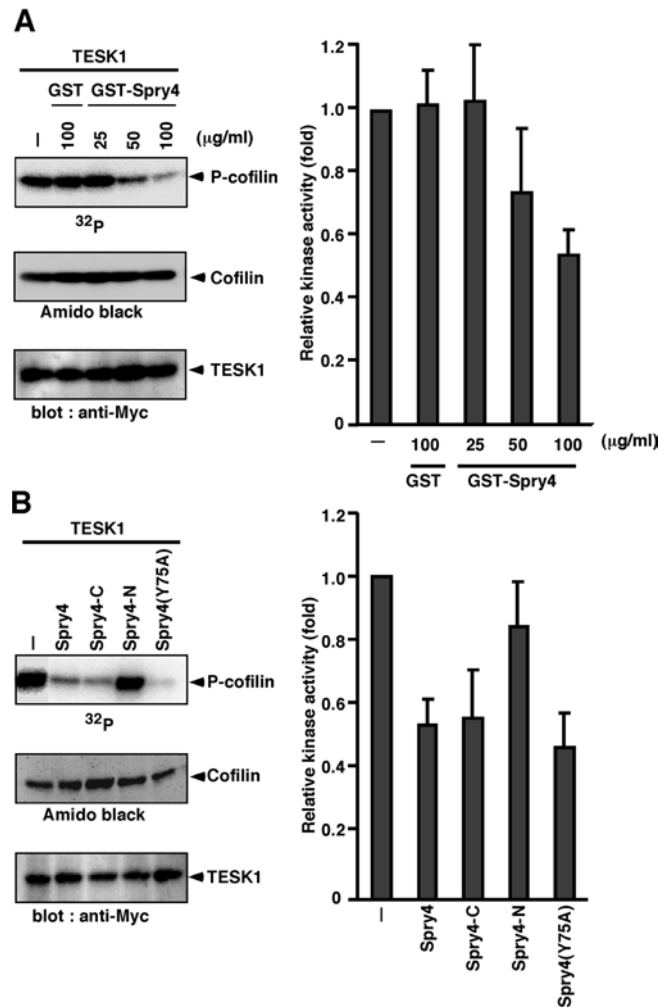 A
TESK1
GST GST-Spry4
– 100 25 50 100 (μg/ml)
P-cofilin
32P
Cofilin
Amido black
TESK1
blot : anti-Myc
Relative kinase activity (fold)
1.2
1.0
0.8
0.6
0.4
0.2
0
– 100 25 50 100 (μg/ml)
GST GST-Spry4
B
TESK1
– Spry4 Spry4-C Spry4-N Spry4(Y75A)
P-cofilin
32P
Cofilin
Amido black
TESK1
blot : anti-Myc
Relative kinase activity (fold)
1.2
1.0
0.8
0.6
0.4
0.2
0
– Spry4 Spry4-C Spry4-N Spry4(Y75A)